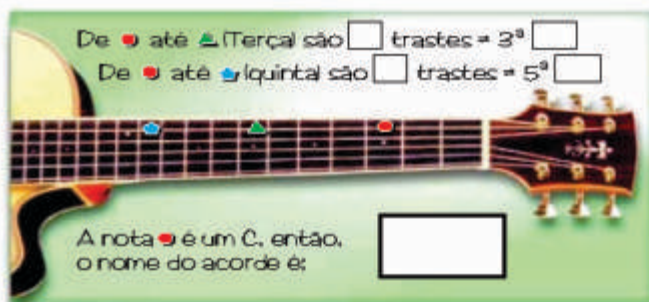 De até (Terça) são trastes = 3ª
De até (quinta) são trastes = 5ª
A nota é um C, então,
o nome do acorde é: